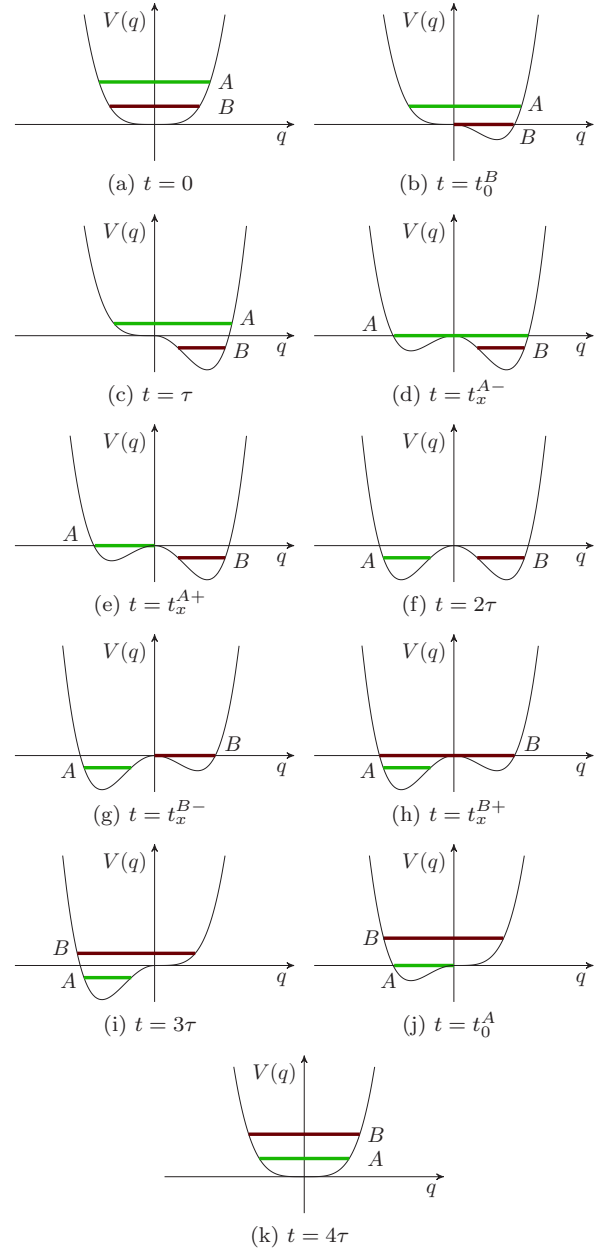 V(q) V(q)
A
B
A
B
q q
(a) t = 0 (b) t = t_0^B
V(q) V(q)
A
B
A
B
q q
(c) t = τ (d) t = t_x^{A−}
V(q) V(q)
A
B
A B
q q
(e) t = t_x^{A+} (f) t = 2τ
V(q) V(q)
A
B
A
B
q q
(g) t = t_x^{B−} (h) t = t_x^{B+}
V(q) V(q)
B
A
B
A
q q
(i) t = 3τ (j) t = t_0^A
V(q)
B
A
q
(k) t = 4τ